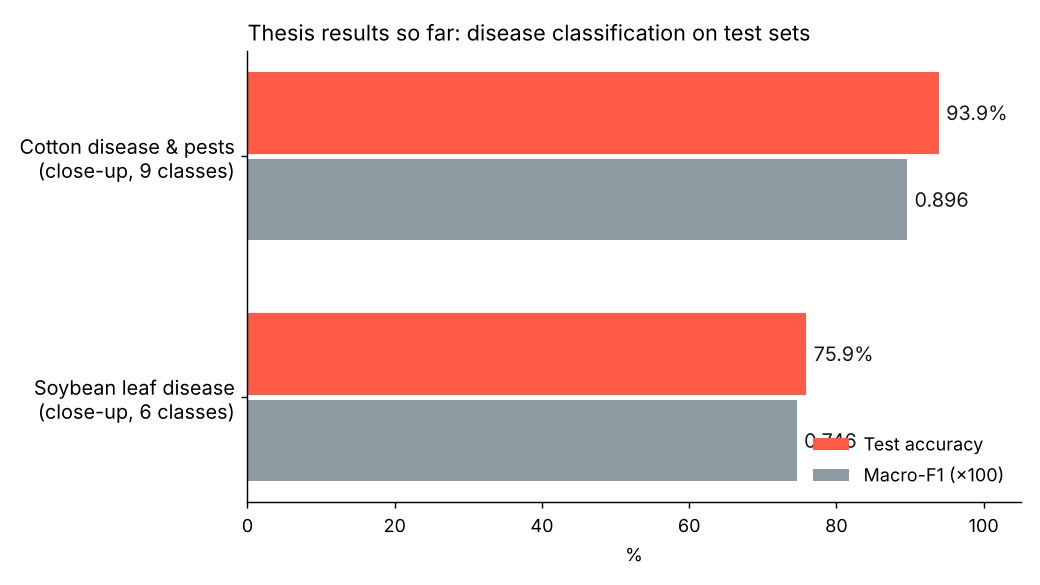 Thesis results so far: disease classification on test sets
93.9%
Cotton disease & pests
(close-up, 9 classes)
0.896
75.9%
Soybean leaf disease
(close-up, 6 classes)
0.746
Test accuracy
Macro-F1 (×100)
0 20 40 60 80 100
%